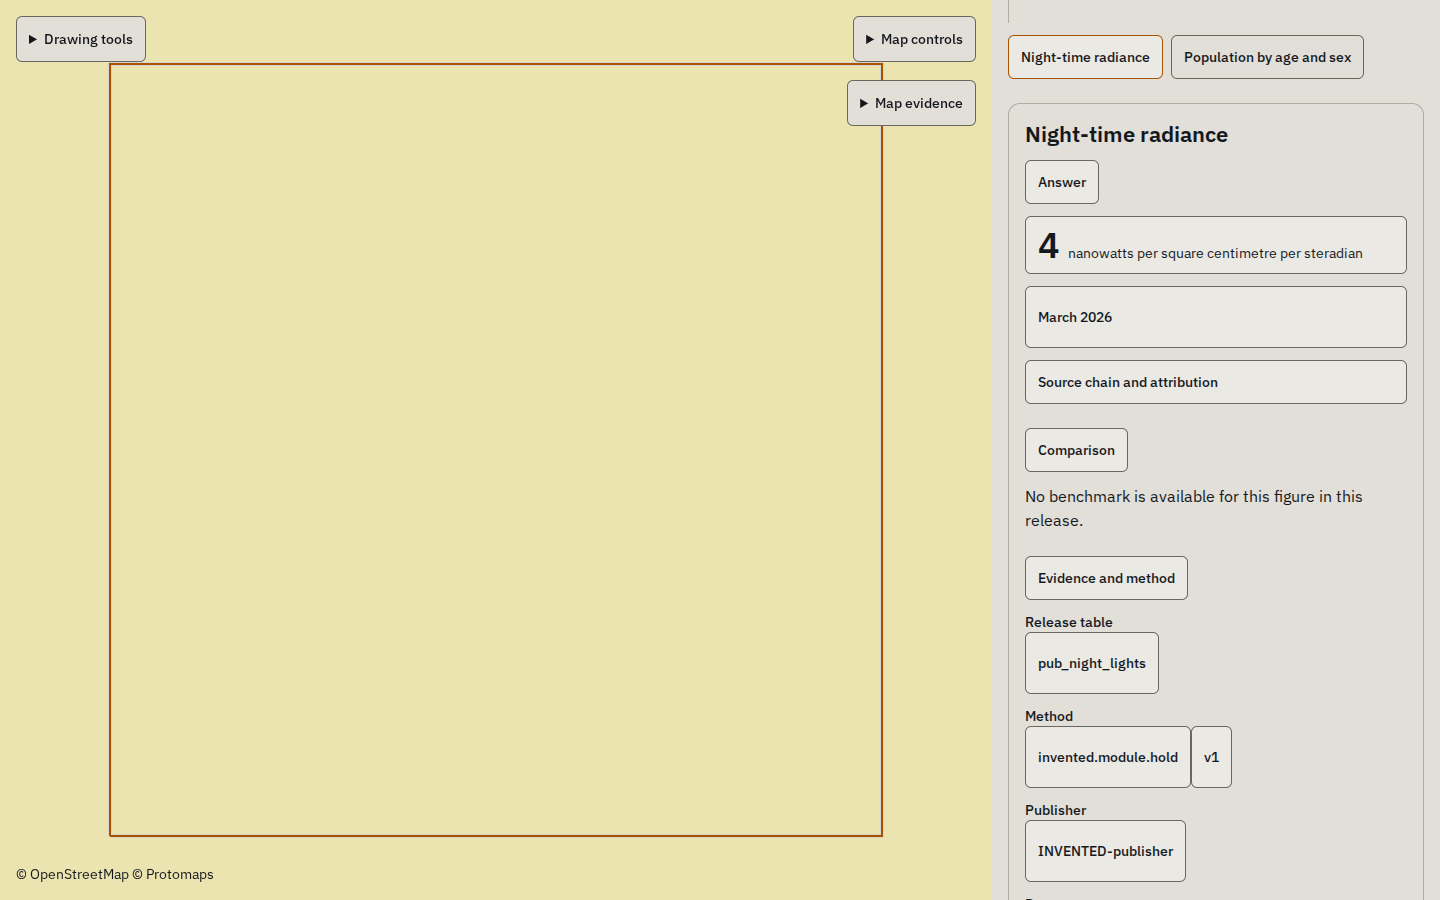 Drawing tools
Map controls
Map evidence
© OpenStreetMap © Protomaps
Night-time radiance
Population by age and sex
Night-time radiance
Answer
4 nanowatts per square centimetre per steradian
March 2026
Source chain and attribution
Comparison
No benchmark is available for this figure in this
release.
Evidence and method
Release table
pub_night_lights
Method
invented.module.hold
v1
Publisher
INVENTED-publisher